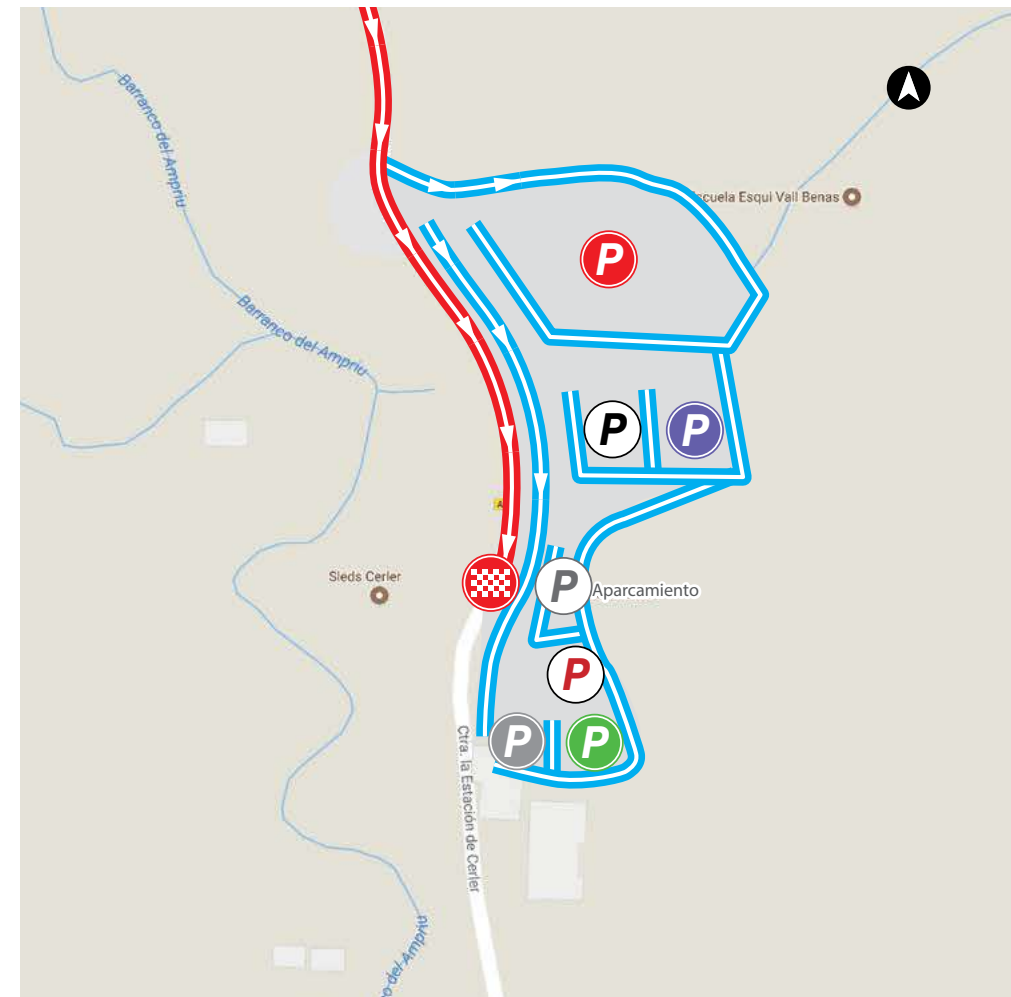 Barranco del Ampriu
cuela Esqui Vall Benas
P
Barranco del Ampriu
P
P
A
Sleds Cerler
P
Aparcamiento
P
P
P
Ctra. la Estación de Cerler
o del Ampriu